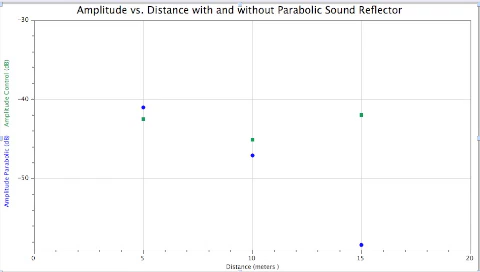 Amplitude vs. Distance with and without Parabolic Sound Reflector
-30
-40
-50
Amplitude Control (dB)
Amplitude Parabolic (dB)
0
5
10
15
20
Distance (meters )